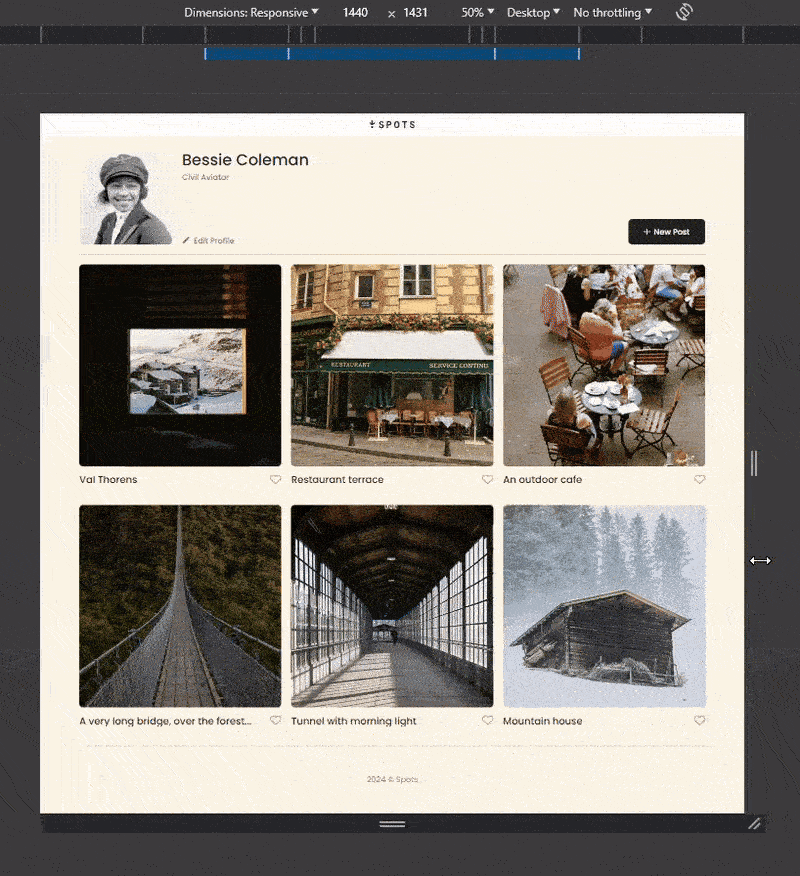 Dimensions: Responsive 1440 × 1431 50% Desktop No throttling
SPOTS
Bessie Coleman
Civil Aviator
Edit Profile
+ New Post
RESTAURANT SERVICE CONTINU
Val Thorens
Restaurant terrace
An outdoor cafe
A very long bridge, over the forest...
Tunnel with morning light
Mountain house
2024 © Spots